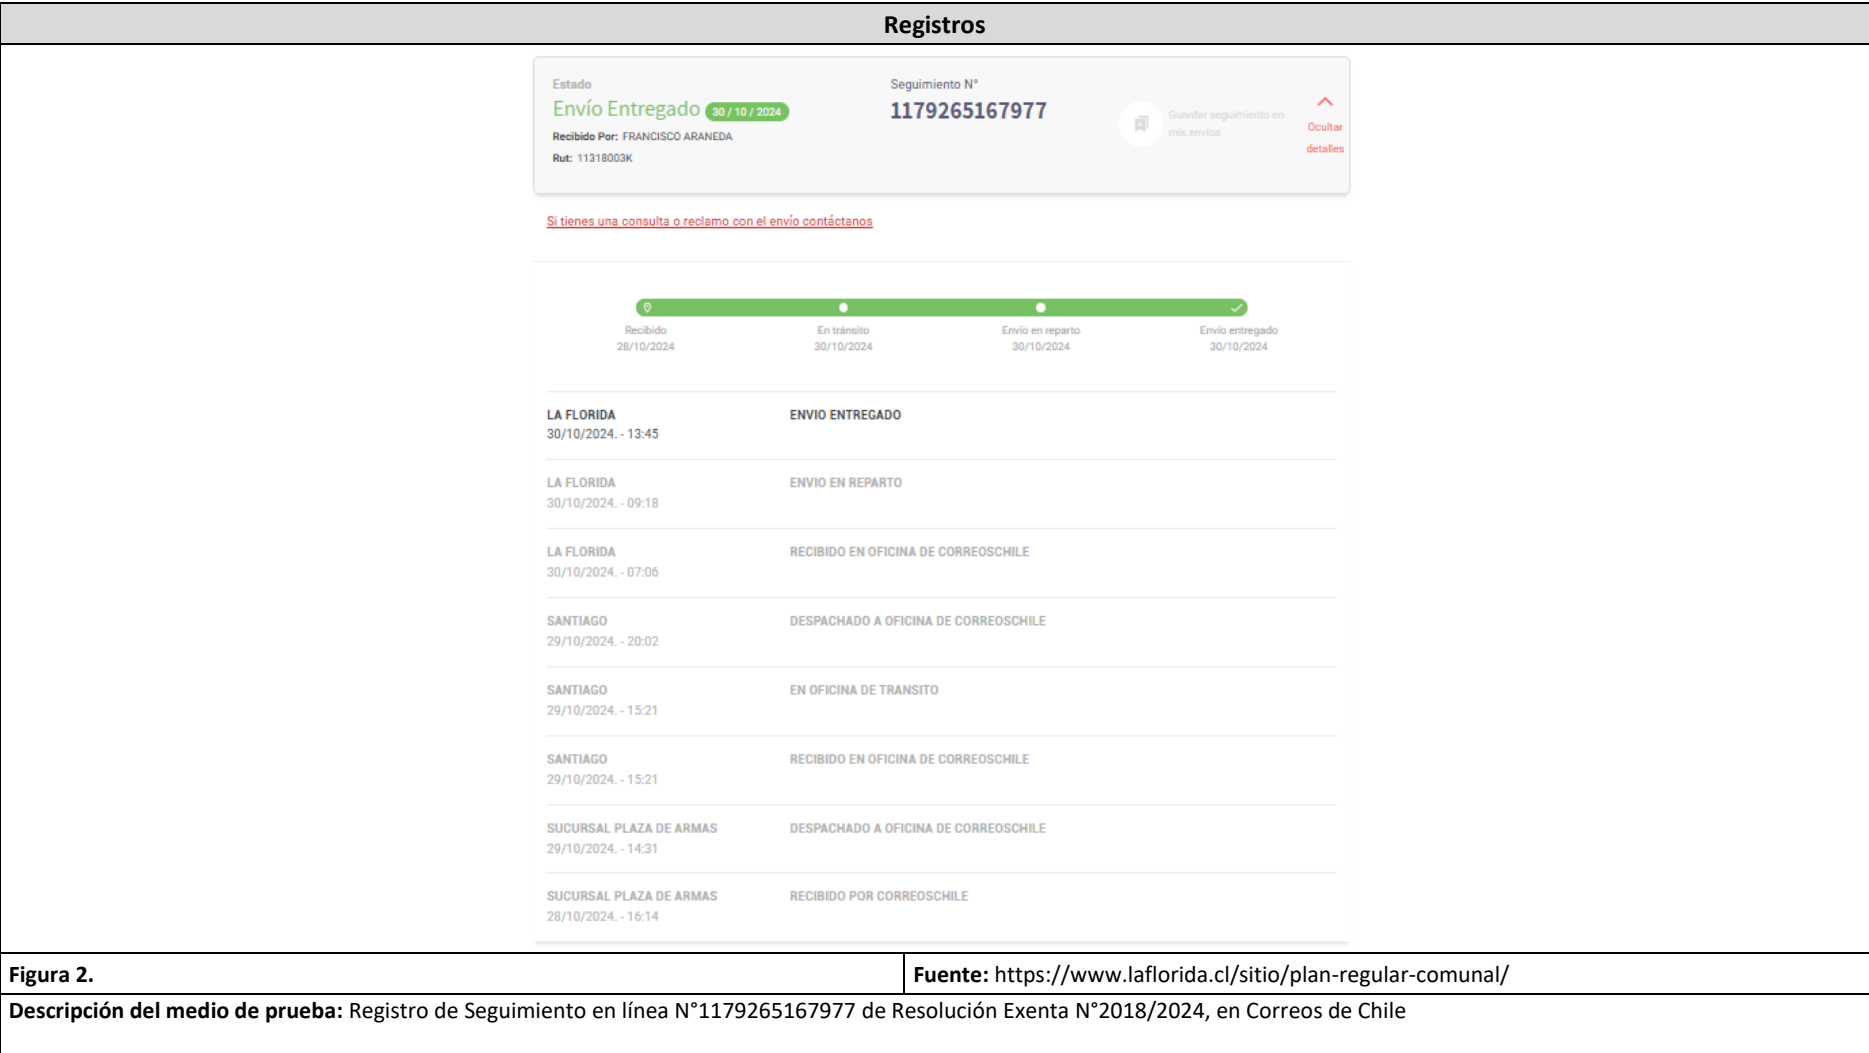 Registros
Estado
Envío Entregado 30 / 10 / 2024
Recibido Por: FRANCISCO ARANEDA
Rut: 11318003K
Seguimiento N°
1179265167977
Guardar seguimiento en
mis envíos
Ocultar
detalles
Si tienes una consulta o reclamo con el envío contáctanos
Recibido
28/10/2024
En tránsito
30/10/2024
Envío en reparto
30/10/2024
Envío entregado
30/10/2024
LA FLORIDA
30/10/2024. - 13:45
ENVIO ENTREGADO
LA FLORIDA
30/10/2024. - 09:18
ENVIO EN REPARTO
LA FLORIDA
30/10/2024. - 07:06
RECIBIDO EN OFICINA DE CORREOSCHILE
SANTIAGO
29/10/2024. - 20:02
DESPACHADO A OFICINA DE CORREOSCHILE
SANTIAGO
29/10/2024. - 15:21
EN OFICINA DE TRANSITO
SANTIAGO
29/10/2024. - 15:21
RECIBIDO EN OFICINA DE CORREOSCHILE
SUCURSAL PLAZA DE ARMAS
29/10/2024. - 14:31
DESPACHADO A OFICINA DE CORREOSCHILE
SUCURSAL PLAZA DE ARMAS
28/10/2024. - 16:14
RECIBIDO POR CORREOSCHILE
Figura 2.
Fuente: https://www.laflorida.cl/sitio/plan-regular-comunal/
Descripción del medio de prueba: Registro de Seguimiento en línea N°1179265167977 de Resolución Exenta N°2018/2024, en Correos de Chile